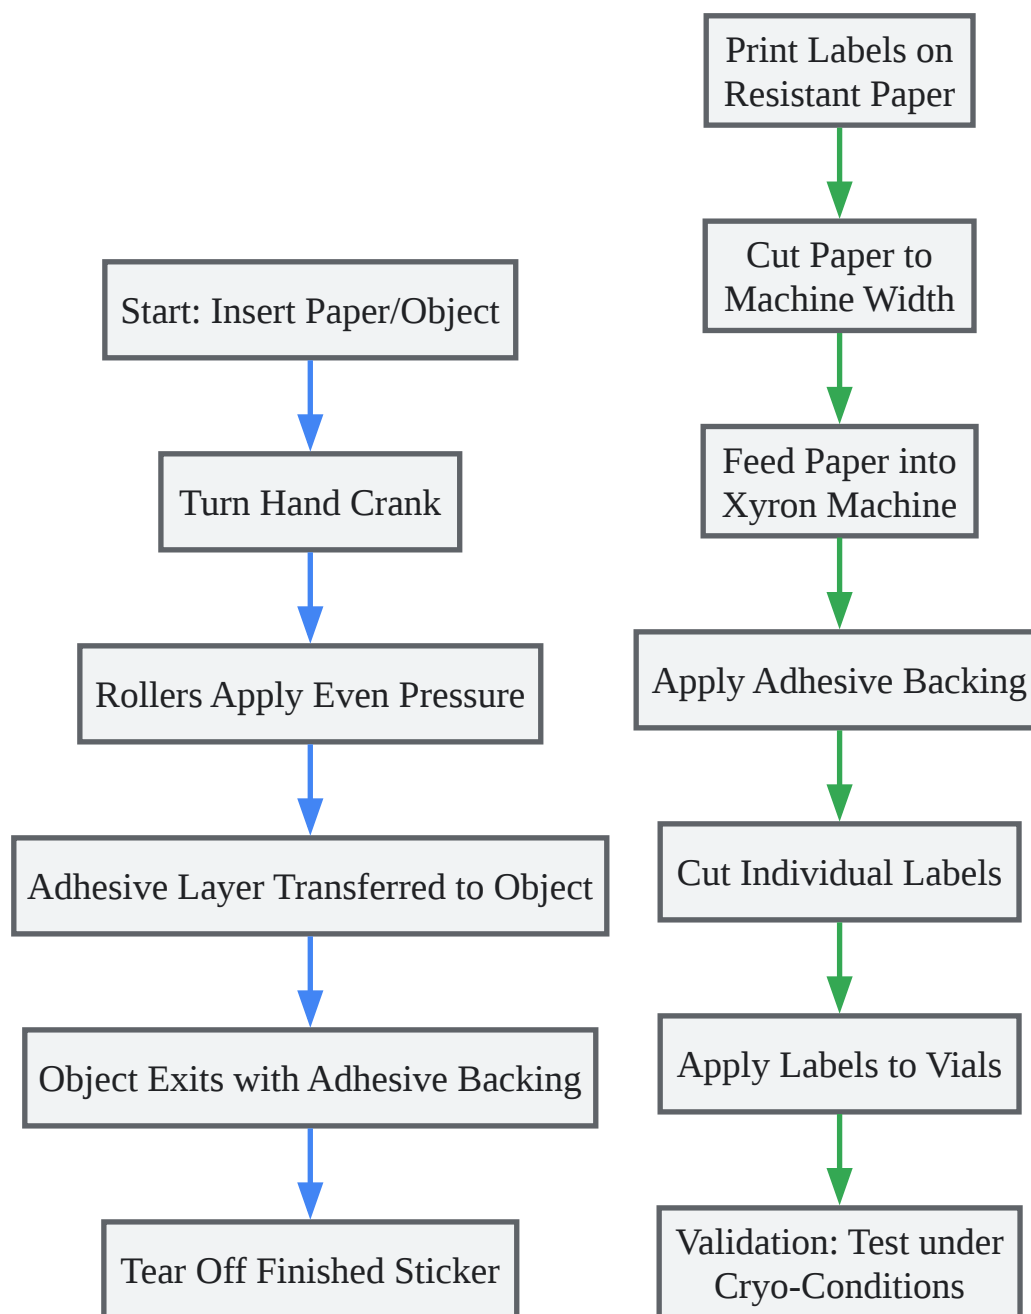 Start: Insert Paper/Object
Turn Hand Crank
Rollers Apply Even Pressure
Adhesive Layer Transferred to Object
Object Exits with Adhesive Backing
Tear Off Finished Sticker
Print Labels on
Resistant Paper
Cut Paper to
Machine Width
Feed Paper into
Xyron Machine
Apply Adhesive Backing
Cut Individual Labels
Apply Labels to Vials
Validation: Test under
Cryo-Conditions